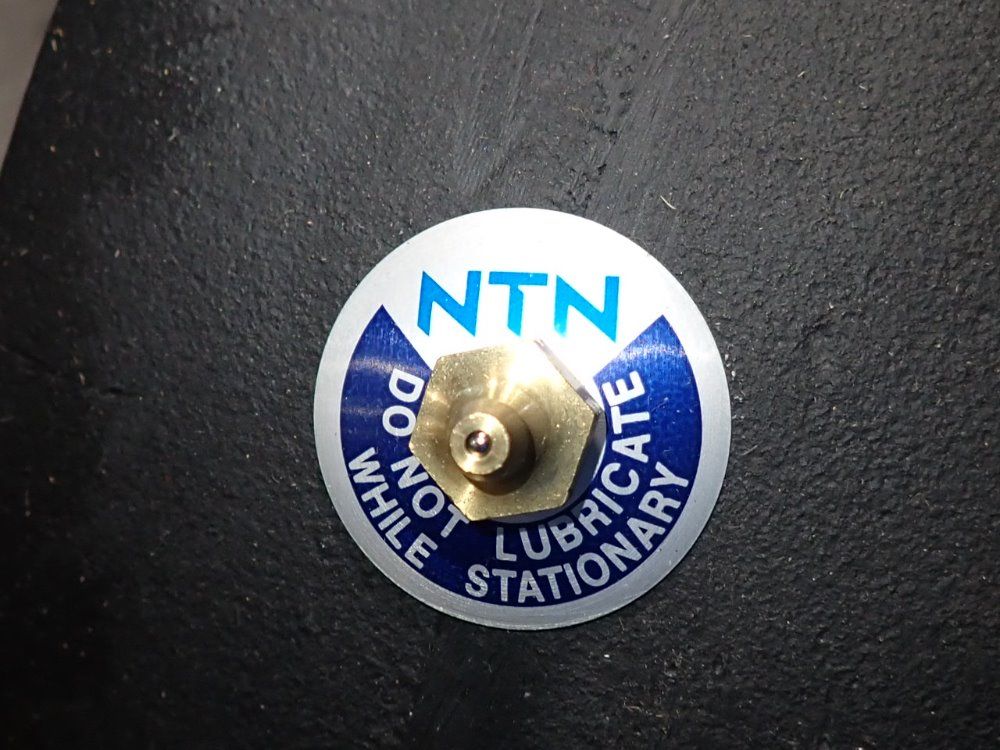 NTN
DO NOT LUBRICATE
WHILE STATIONARY